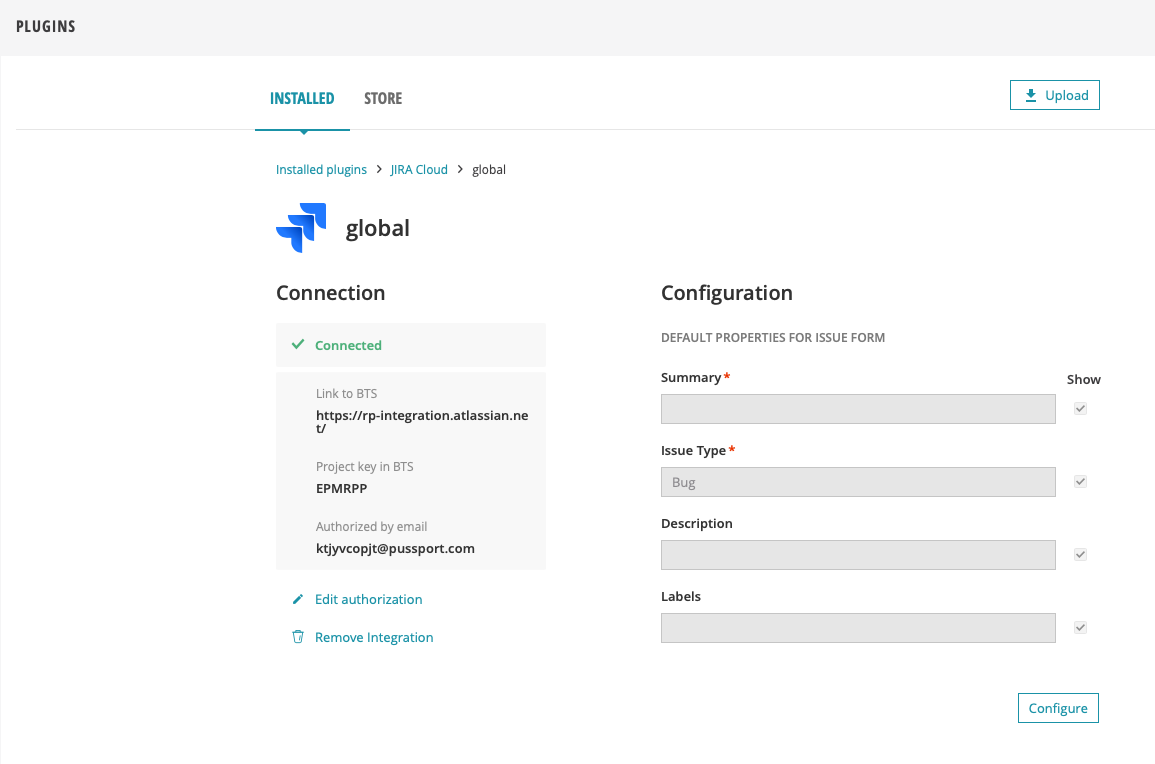 PLUGINS
INSTALLED STORE
Upload
Installed plugins > JIRA Cloud > global
global
Connection
Connected
Link to BTS
https://rp-integration.atlassian.ne
t/
Project key in BTS
EPMRPP
Authorized by email
ktjyvcopjt@pussport.com
Edit authorization
Remove Integration
Configuration
DEFAULT PROPERTIES FOR ISSUE FORM
Summary*
Show
Issue Type*
Bug
Description
Labels
Configure